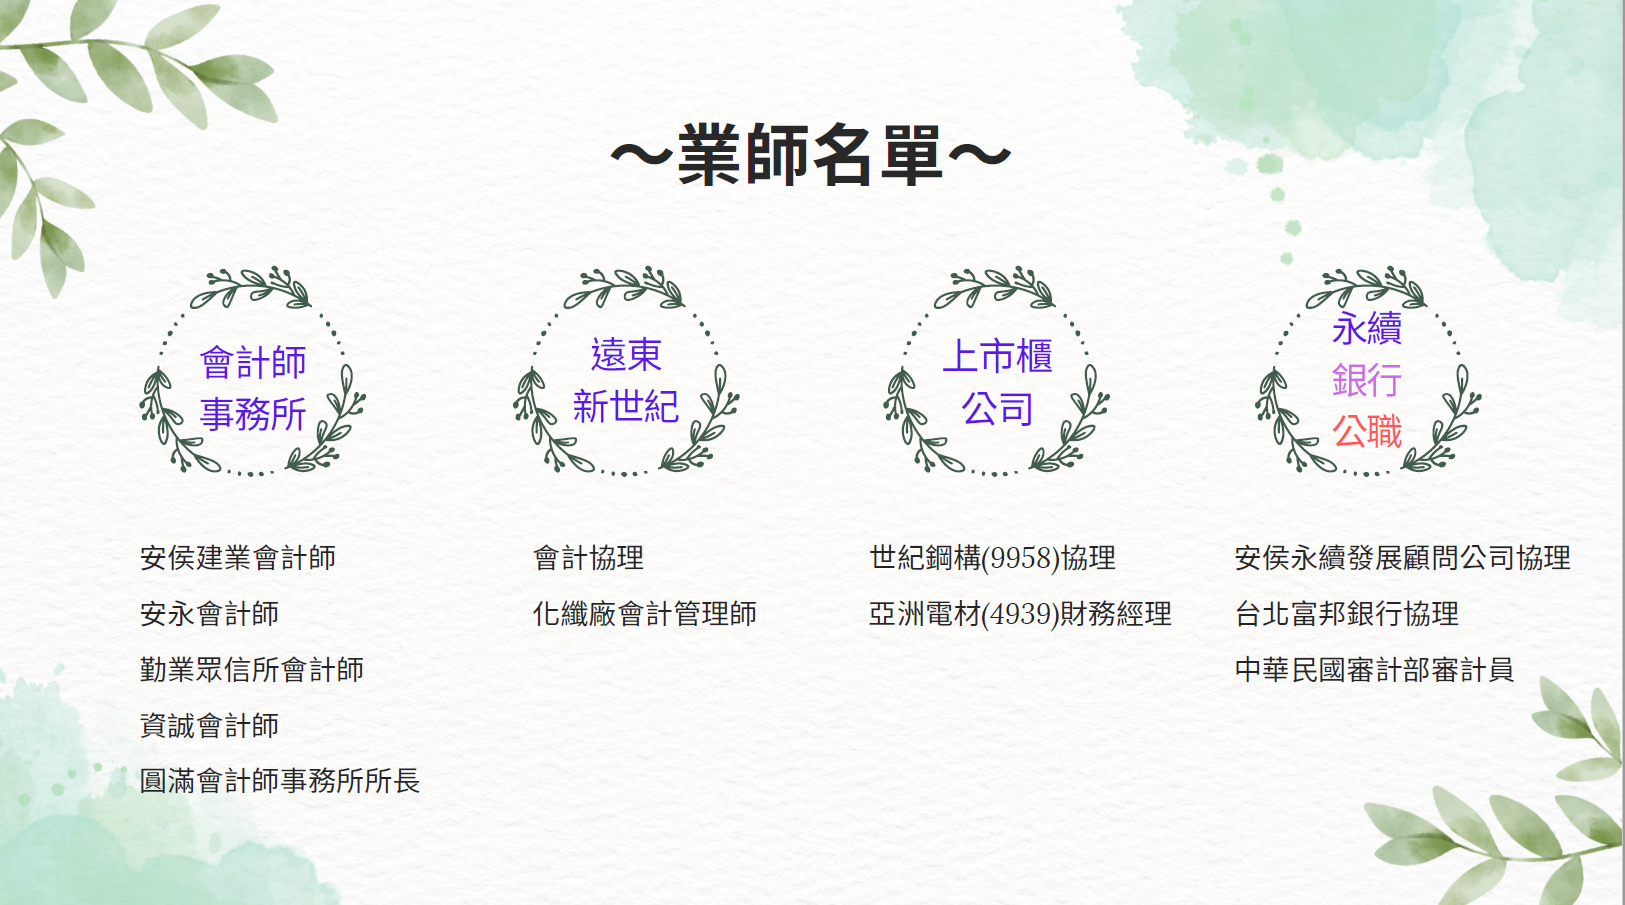 ～業師名單～
會計師
事務所
遠東
新世紀
上市櫃
公司
永續
銀行
公職
安侯建業會計師
安永會計師
勤業眾信所會計師
資誠會計師
圓滿會計師事務所所長
會計協理
化纖廠會計管理師
世紀鋼構(9958)協理
亞洲電材(4939)財務經理
安侯永續發展顧問公司協理
台北富邦銀行協理
中華民國審計部審計員